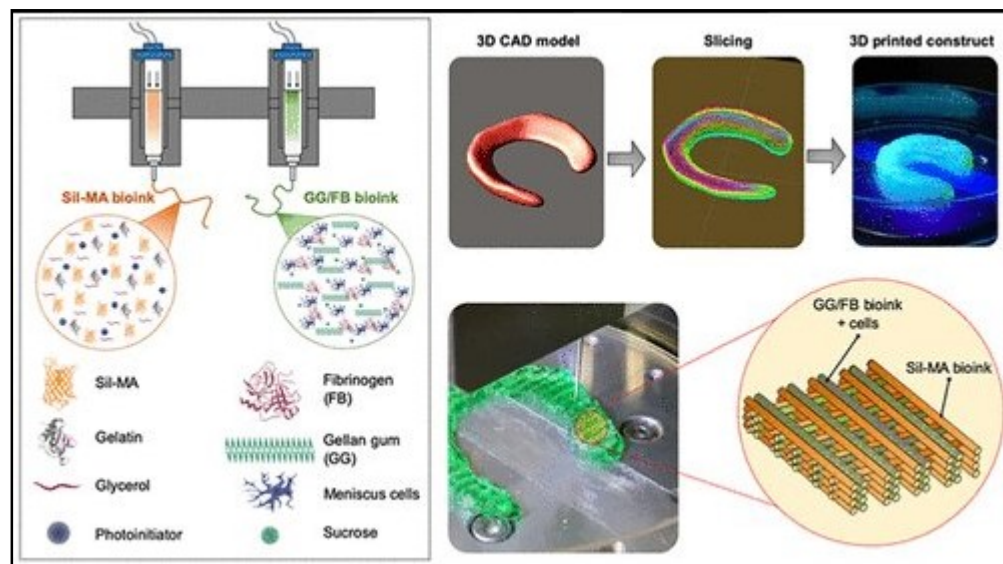 Sil-MA bioink
GG/FB bioink
Sil-MA
Gelatin
Glycerol
Photoinitiator
Fibrinogen
(FB)
Gellan gum
(GG)
Meniscus cells
Sucrose
3D CAD model
Slicing
3D printed construct
GG/FB bioink
+ cells
Sil-MA bioink